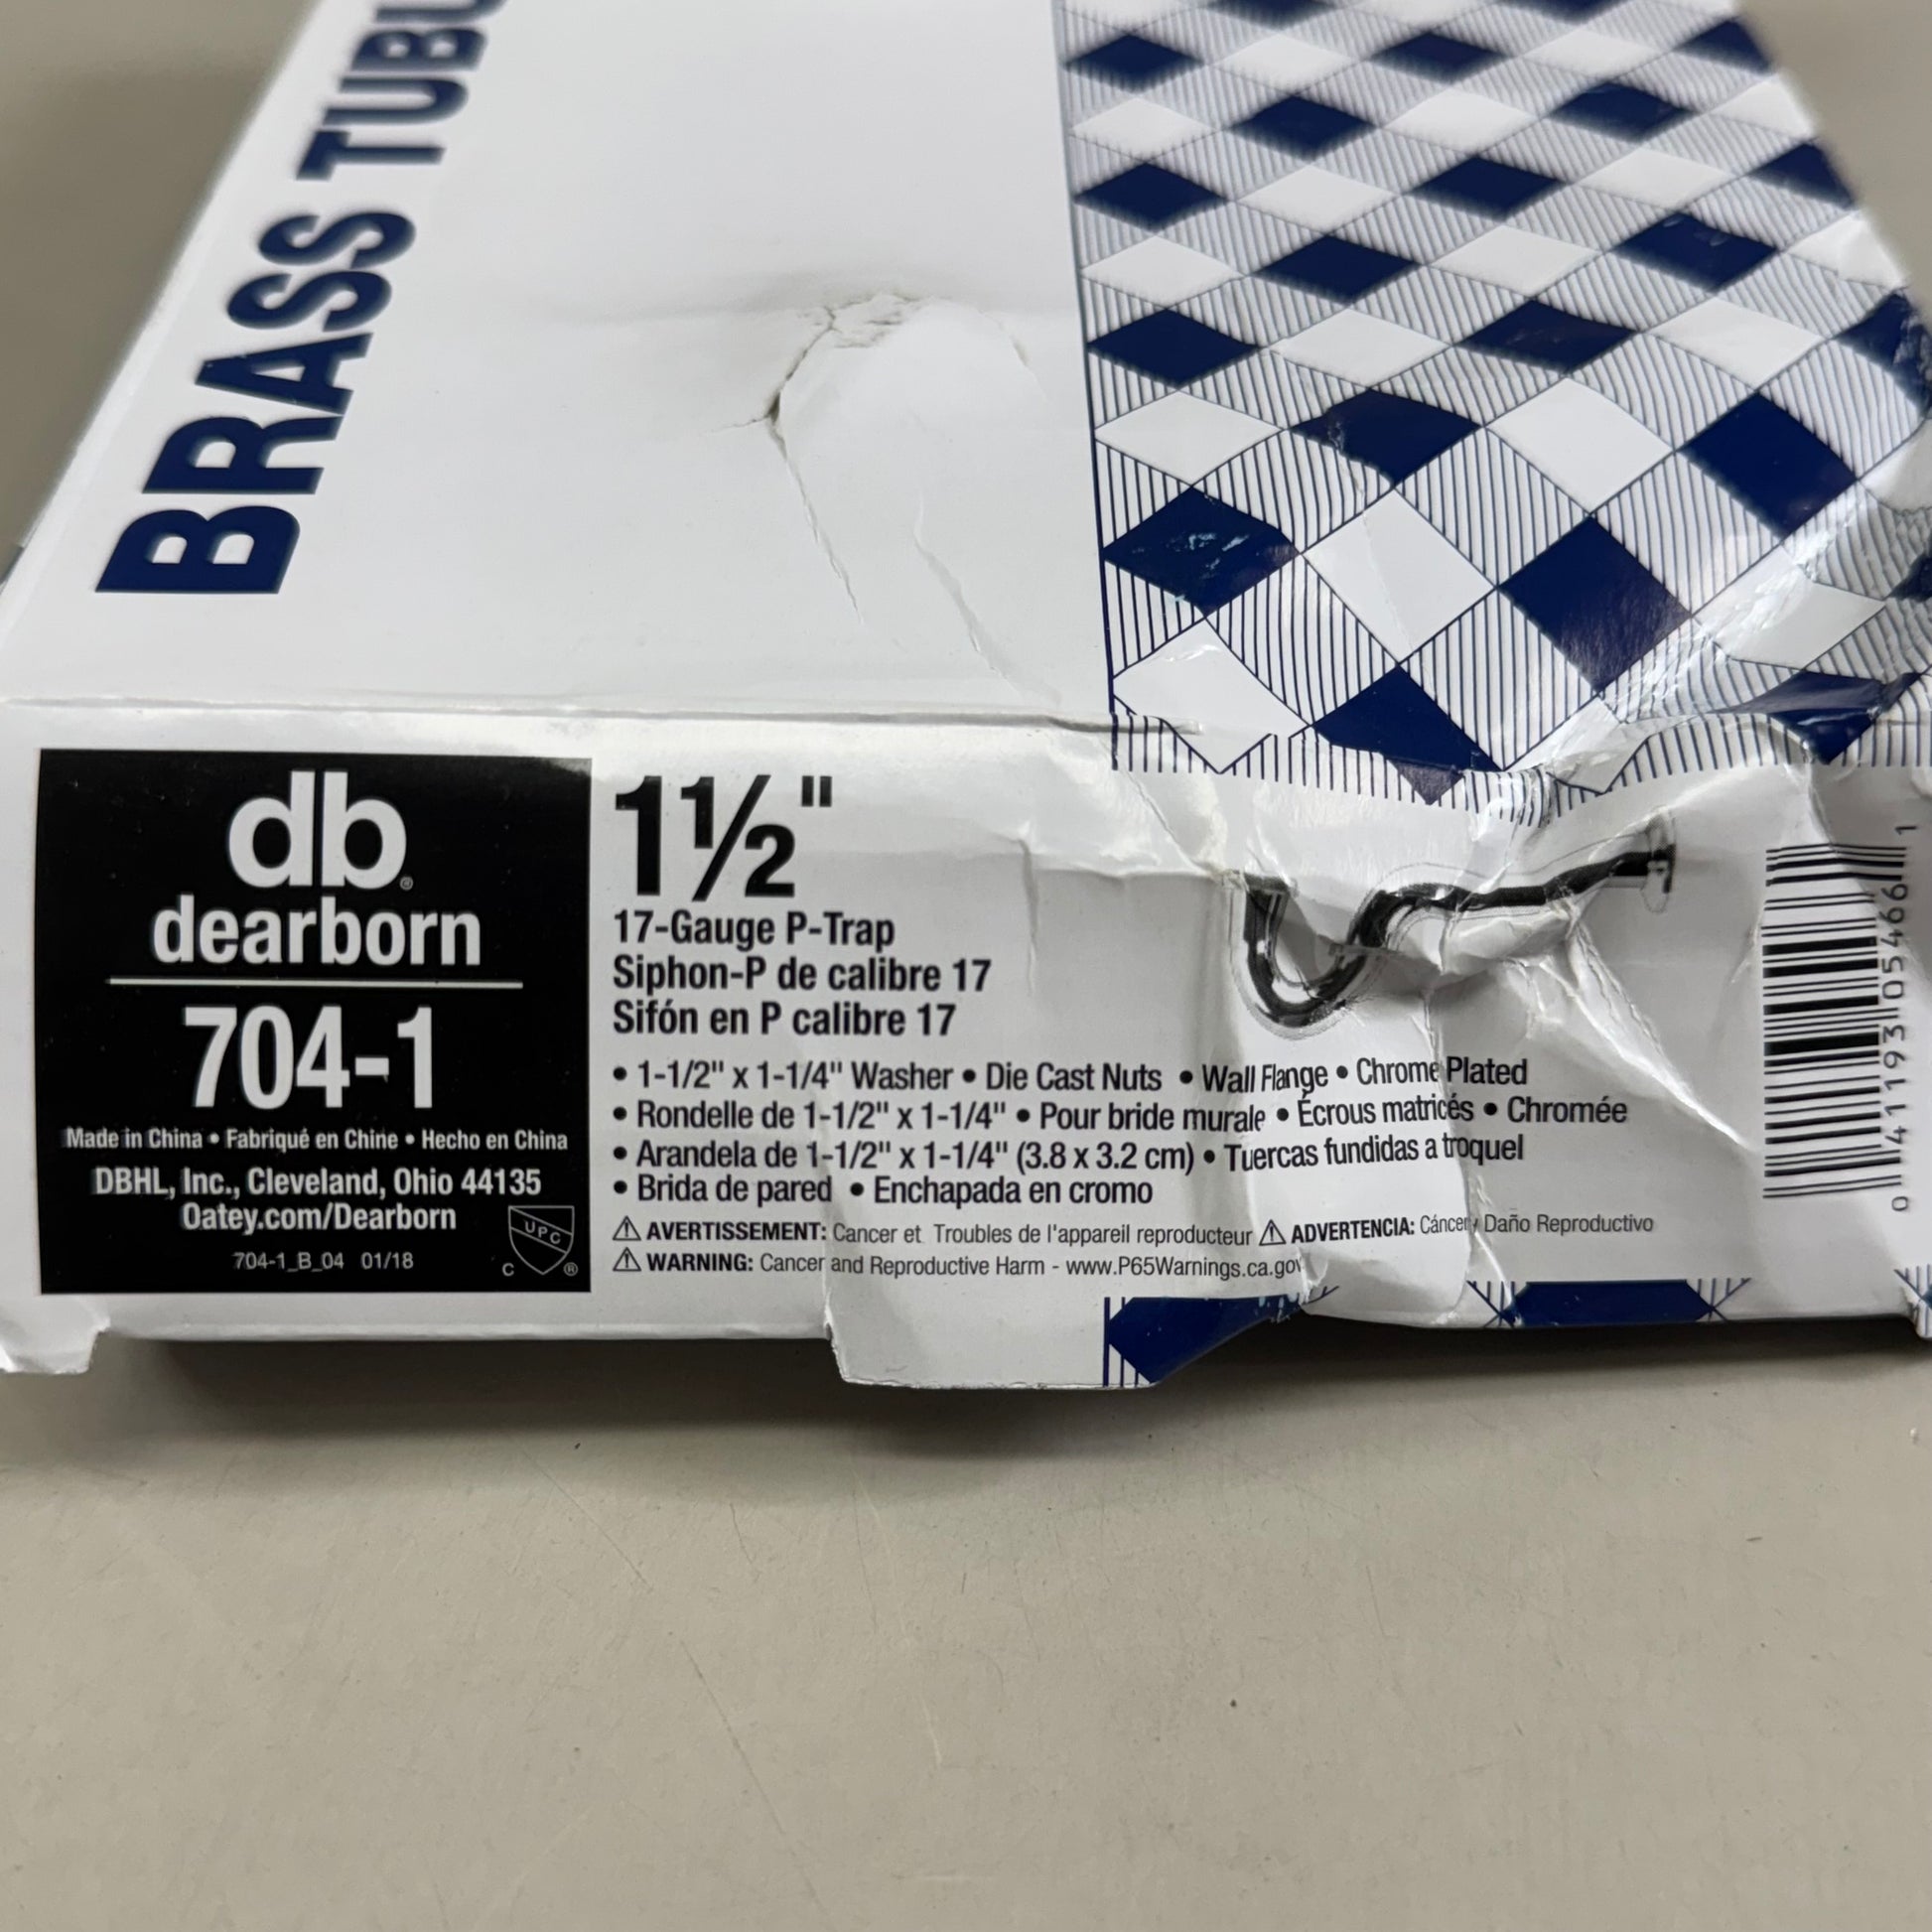 BRASS
db®
dearborn
704-1
Made in China • Fabriqué en Chine • Hecho en China
DBHL, Inc., Cleveland, Ohio 44135
Oatey.com/Dearborn
704-1_B_04 01/18
UPC
C ®
1½"
17-Gauge P-Trap
Siphon-P de calibre 17
Sifón en P calibre 17
• 1-1/2" x 1-1/4" Washer • Die Cast Nuts • Wall Flange • Chrome Plated
• Rondelle de 1-1/2" x 1-1/4" • Pour bride murale • Écrous matricés • Chromée
• Arandela de 1-1/2" x 1-1/4" (3.8 x 3.2 cm) • Tuercas fundidas a troquel
• Brida de pared • Enchapada en cromo
⚠ AVERTISSEMENT: Cancer et Troubles de l'appareil reproducteur ⚠ ADVERTENCIA: Cáncer y Daño Reproductivo
⚠ WARNING: Cancer and Reproductive Harm - www.P65Warnings.ca.gov
0 41193 05466 1